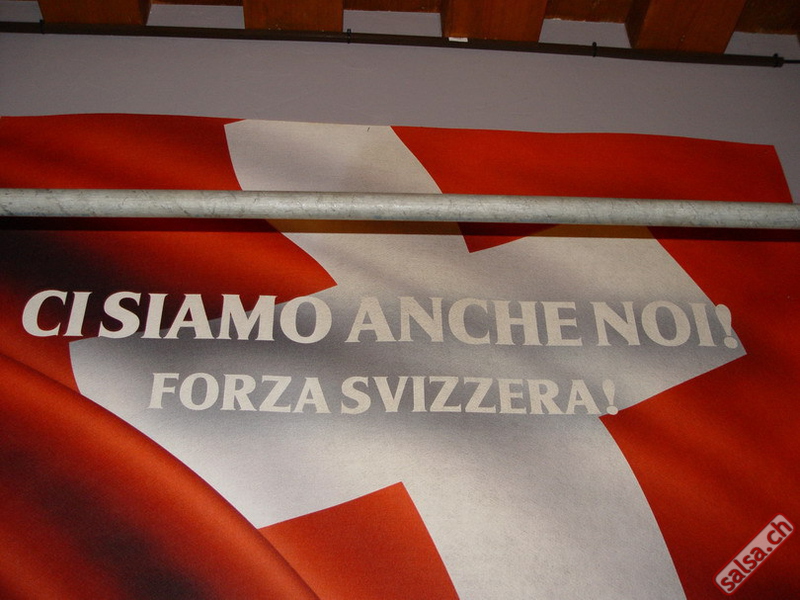 CI SIAMO ANCHE NOI!
FORZA SVIZZERA!
salsa.ch